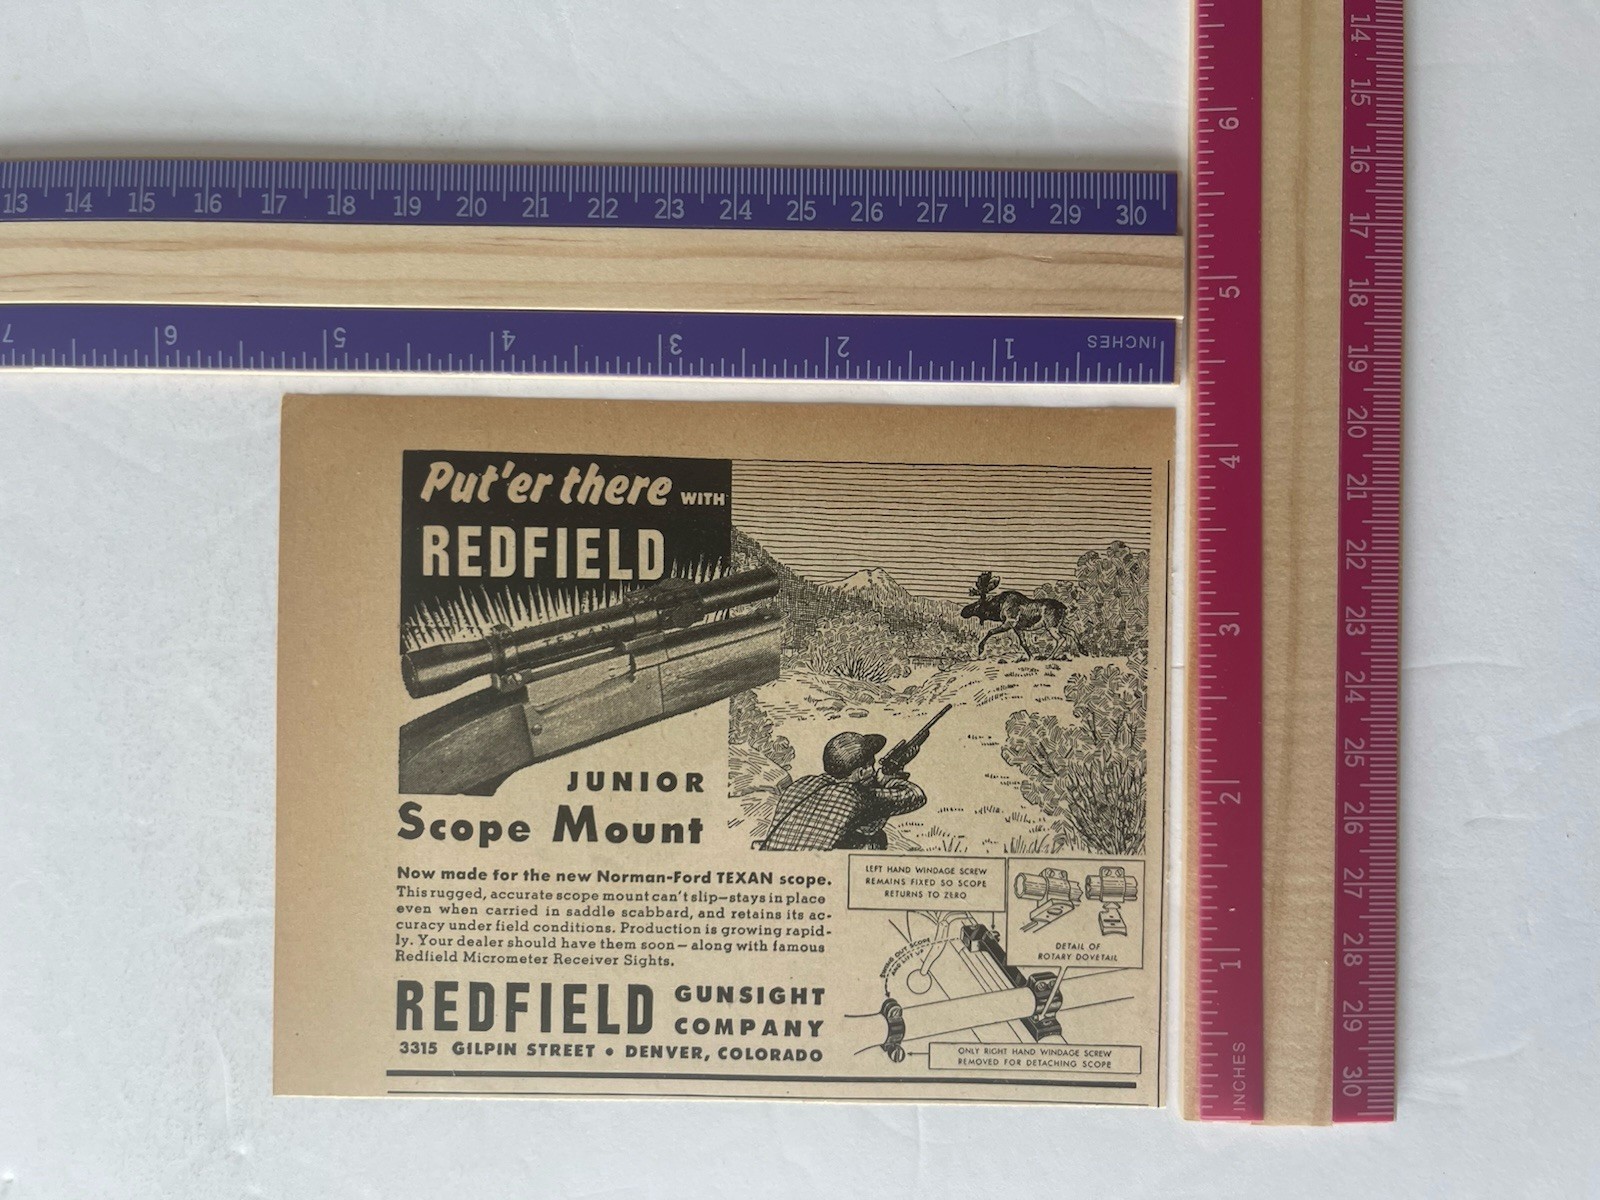 13 14 15 16 17 18 19 20 21 22 23 24 25 26 27 28 29 30
7 6 5 4 3 2 1 INCHES
Put'er there WITH
REDFIELD
TEXAN
JUNIOR
Scope Mount
Now made for the new Norman-Ford TEXAN scope.
This rugged, accurate scope mount can't slip—stays in place
even when carried in saddle scabbard, and retains its ac-
curacy under field conditions. Production is growing rapid-
ly. Your dealer should have them soon—along with famous
Redfield Micrometer Receiver Sights.
REDFIELD GUNSIGHT
COMPANY
3315 GILPIN STREET • DENVER, COLORADO
LEFT HAND WINDAGE SCREW
REMAINS FIXED SO SCOPE
RETURNS TO ZERO
DETAIL OF
ROTARY DOVETAIL
SWING OUT SCOPE
AND LIFT UP
ONLY RIGHT HAND WINDAGE SCREW
REMOVED FOR DETACHING SCOPE
6 5 4 3 2 1 INCHES
14 15 16 17 18 19 20 21 22 23 24 25 26 27 28 29 30